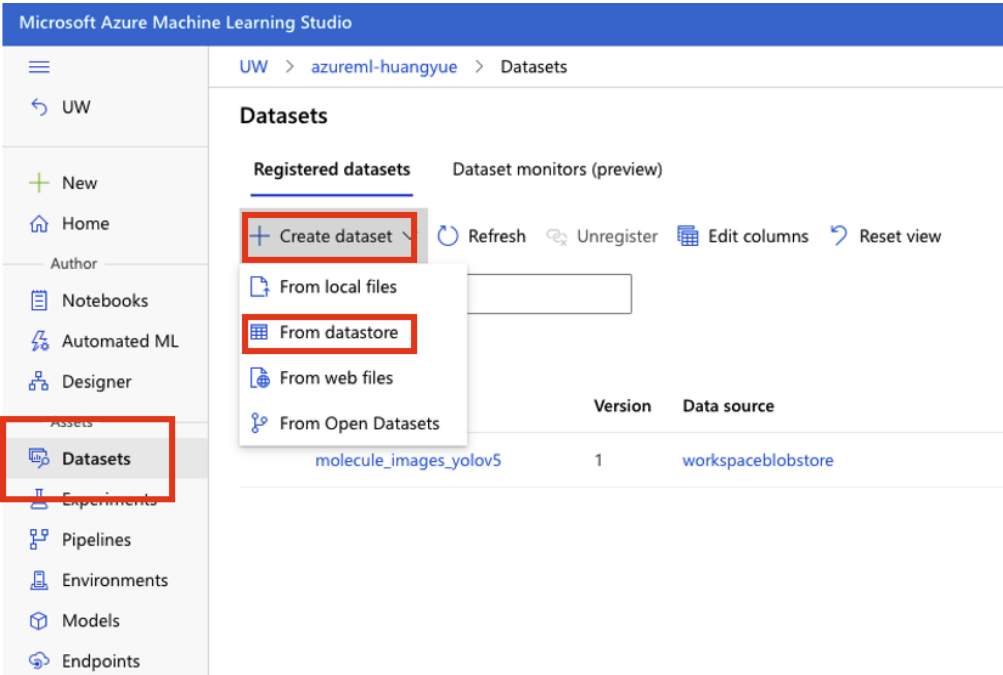 Microsoft Azure Machine Learning Studio
UW > azureml-huangyue > Datasets
UW
Datasets
Registered datasets Dataset monitors (preview)
New
Create dataset Refresh Unregister Edit columns Reset view
Home
Author
From local files
Notebooks
From datastore
Automated ML
From web files
Designer
Version Data source
Assets
From Open Datasets
Datasets
molecule_images_yolov5 1 workspaceblobstore
Experiments
Pipelines
Environments
Models
Endpoints